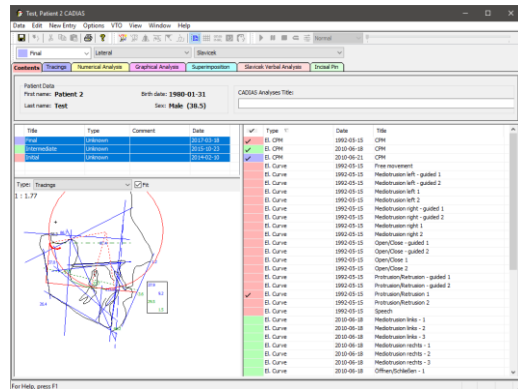 Test, Patient 2 CADIAS
Data Edit New Entry Options VTO View Window Help
Normal
Final Lateral Slavicek
Contents Tracings Numerical Analysis Graphical Analysis Superimposition Slavicek Verbal Analysis Incisal Pin
Patient Data
First name: Patient 2 Birth date: 1980-01-31
Last name: Test Sex: Male (38.5)
CADIAS Analyses Title:
Title Type Comment Date
Final Unknown 2017-03-18
Intermediate Unknown 2015-10-23
Initial Unknown 2014-02-10
Type: Tracings Fit
1 : 1.77
Type Date Title
El. CPM 1992-03-15 CPM
El. CPM 2010-06-18 CPM
El. CPM 2010-06-21 CPM
El. Curve 1992-03-15 Free movement
El. Curve 1992-03-15 Mediotrusion left - guided 1
El. Curve 1992-03-15 Mediotrusion left - guided 2
El. Curve 1992-03-15 Mediotrusion left 1
El. Curve 1992-03-15 Mediotrusion left 2
El. Curve 1992-03-15 Mediotrusion right - guided 1
El. Curve 1992-03-15 Mediotrusion right - guided 2
El. Curve 1992-03-15 Mediotrusion right 1
El. Curve 1992-03-15 Mediotrusion right 2
El. Curve 1992-03-15 Open/Close - guided 1
El. Curve 1992-03-15 Open/Close - guided 2
El. Curve 1992-03-15 Open/Close 1
El. Curve 1992-03-15 Open/Close 2
El. Curve 1992-03-15 Protrusion/Retrusion - guided 1
El. Curve 1992-03-15 Protrusion/Retrusion - guided 2
El. Curve 1992-03-15 Protrusion/Retrusion 1
El. Curve 1992-03-15 Protrusion/Retrusion 2
El. Curve 1992-03-15 Speech
El. Curve 2010-06-18 Mediotrusion links - 1
El. Curve 2010-06-18 Mediotrusion links - 2
El. Curve 2010-06-18 Mediotrusion links - 3
El. Curve 2010-06-18 Mediotrusion rechts - 1
El. Curve 2010-06-18 Mediotrusion rechts - 2
El. Curve 2010-06-18 Mediotrusion rechts - 3
El. Curve 2010-06-18 Öffnen/Schließen - 1
For Help, press F1